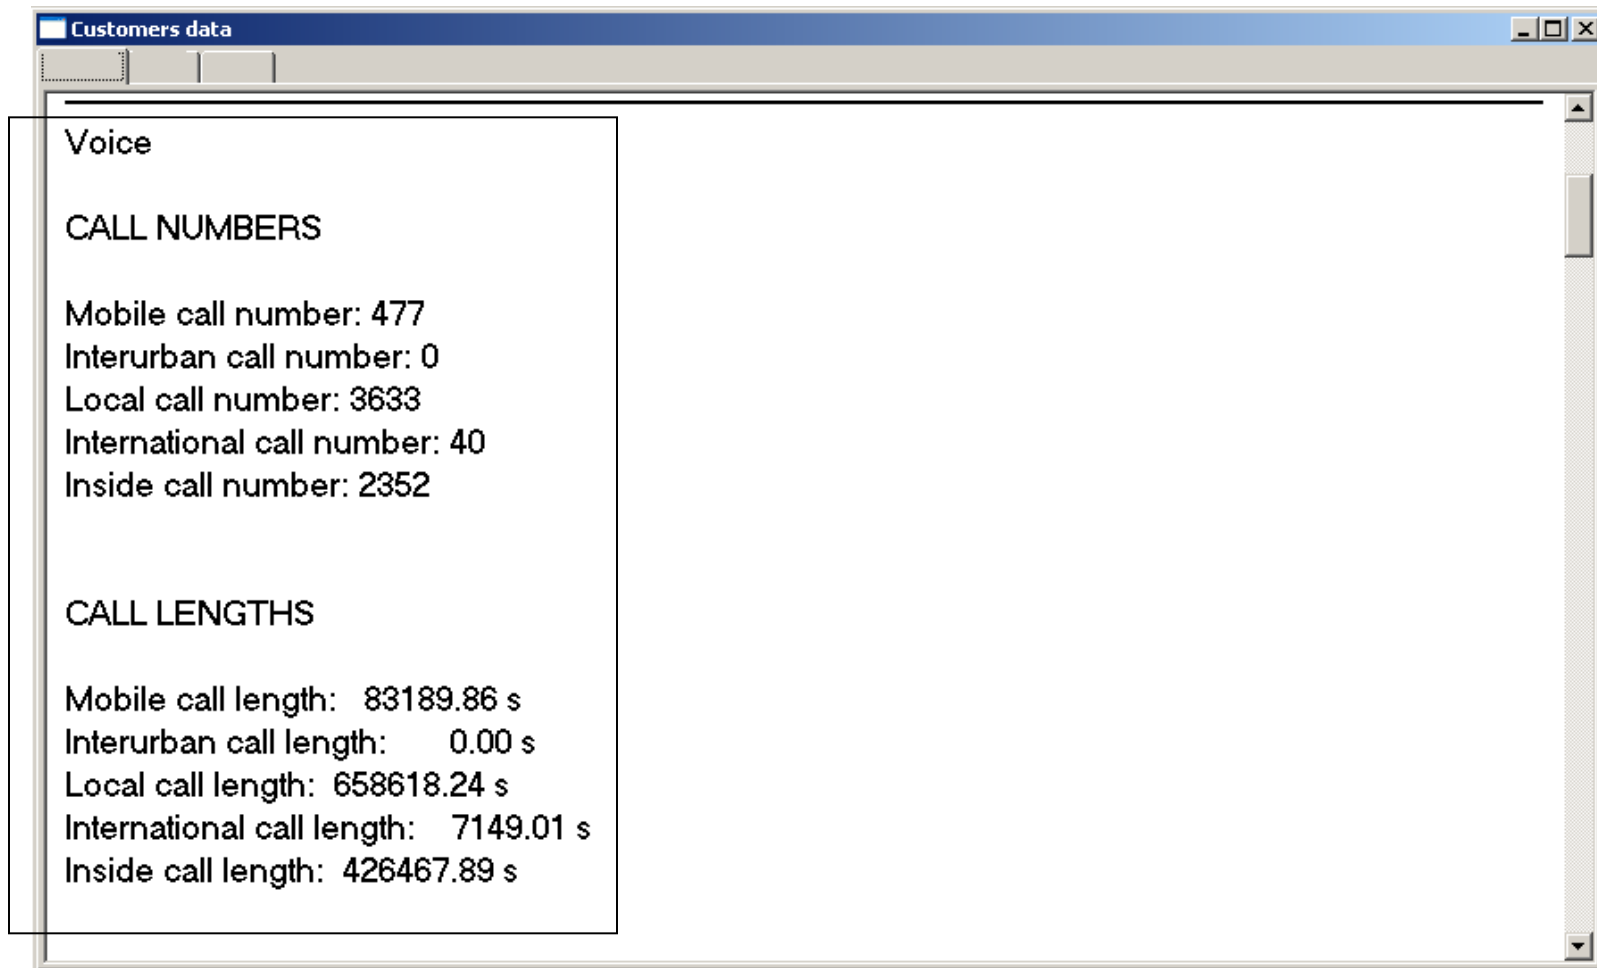 Customers data
Voice
CALL NUMBERS
Mobile call number: 477
Interurban call number: 0
Local call number: 3633
International call number: 40
Inside call number: 2352
CALL LENGTHS
Mobile call length: 83189.86 s
Interurban call length: 0.00 s
Local call length: 658618.24 s
International call length: 7149.01 s
Inside call length: 426467.89 s